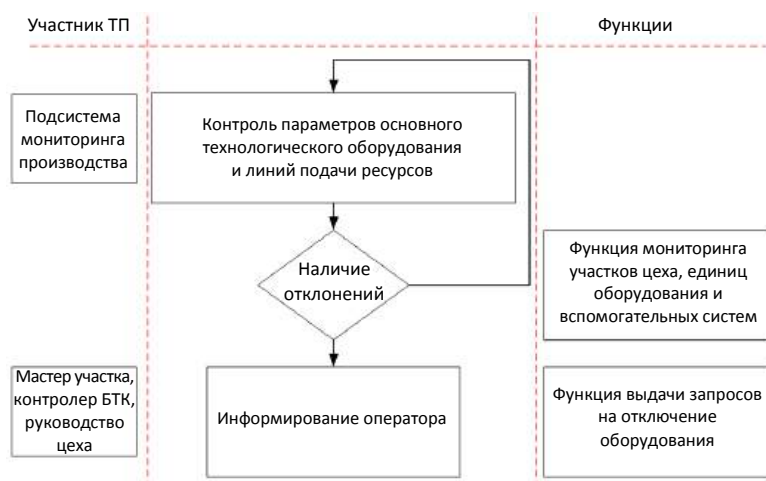 Участник ТП
Функции
Подсистема
мониторинга
производства
Контроль параметров основного
технологического оборудования
и линий подачи ресурсов
Наличие
отклонений
Функция мониторинга
участков цеха, единиц
оборудования и
вспомогательных систем
Мастер участка,
контролер БТК,
руководство
цеха
Информирование оператора
Функция выдачи запросов
на отключение
оборудования